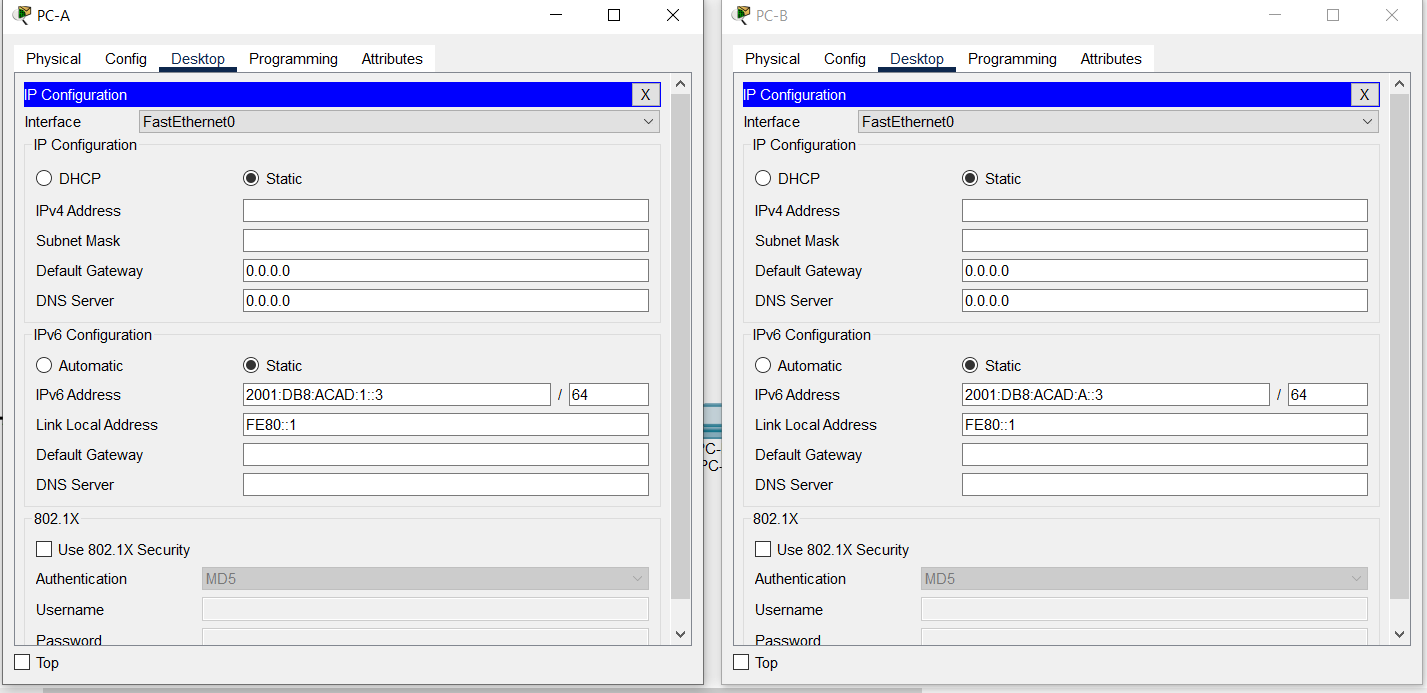 PC-A
Physical Config Desktop Programming Attributes
IP Configuration X
Interface FastEthernet0
IP Configuration
DHCP Static
IPv4 Address
Subnet Mask
Default Gateway 0.0.0.0
DNS Server 0.0.0.0
IPv6 Configuration
Automatic Static
IPv6 Address 2001:DB8:ACAD:1::3 / 64
Link Local Address FE80::1
Default Gateway
DNS Server
802.1X
Use 802.1X Security
Authentication MD5
Username
Password
Top
PC-
PC-
PC-B
Physical Config Desktop Programming Attributes
IP Configuration X
Interface FastEthernet0
IP Configuration
DHCP Static
IPv4 Address
Subnet Mask
Default Gateway 0.0.0.0
DNS Server 0.0.0.0
IPv6 Configuration
Automatic Static
IPv6 Address 2001:DB8:ACAD:A::3 / 64
Link Local Address FE80::1
Default Gateway
DNS Server
802.1X
Use 802.1X Security
Authentication MD5
Username
Password
Top